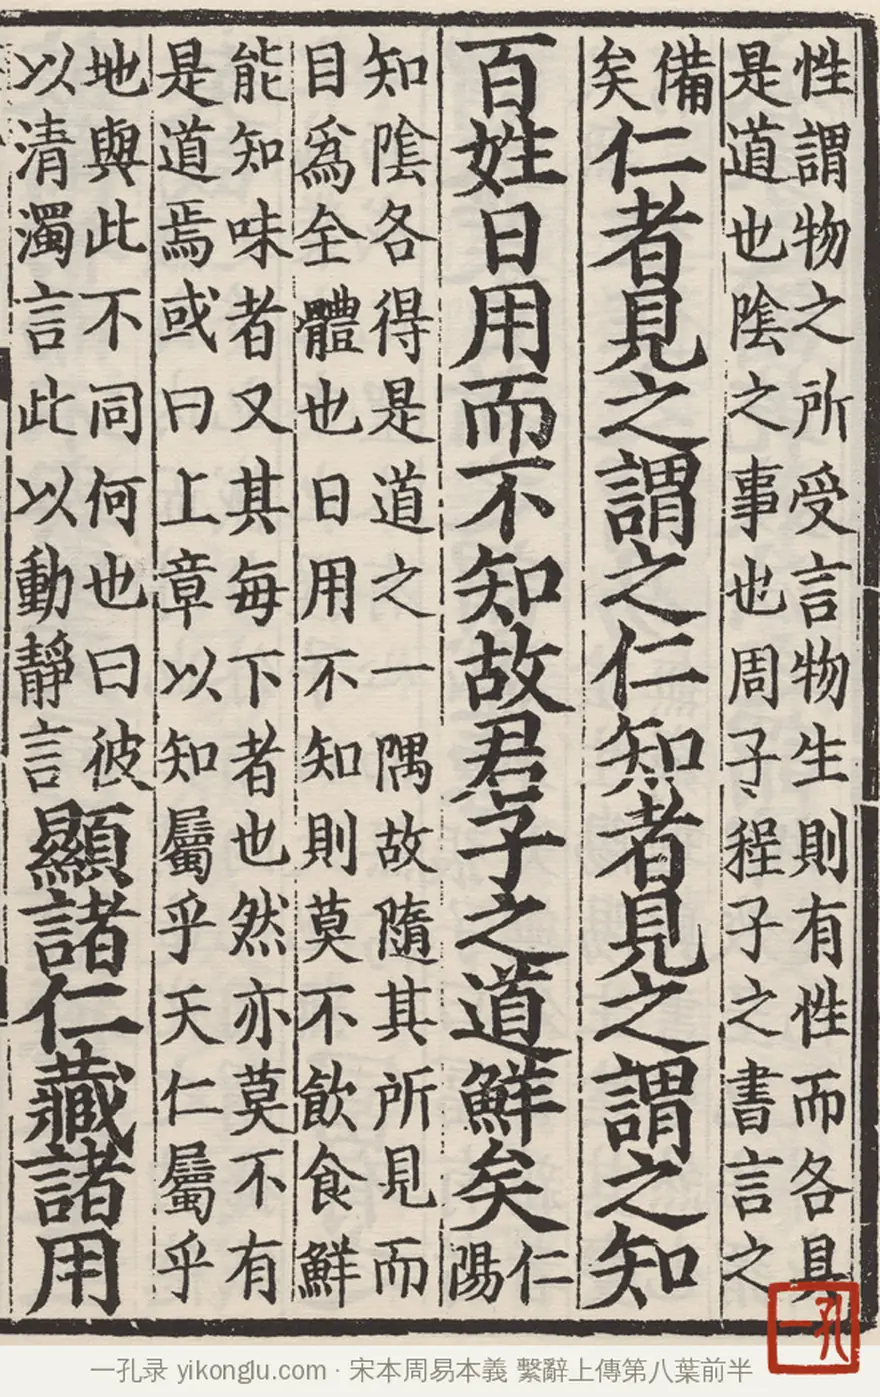 性謂物之所受言物生則有性而各具
是道也陰之事也周子程子之書言之
備
矣
仁者見之謂之仁知者見之謂之知
百姓日用而不知故君子之道鮮矣
仁
陽
知陰各得是道之一隅故隨其所見而
目爲全體也日用不知則莫不飲食鮮
能知味者又其每下者也然亦莫不有
是道焉或曰上章以知屬乎天仁屬乎
地與此不同何也曰彼
以清濁言此以動靜言
顯諸仁藏諸用
一孔
一孔录 yikonglu.com · 宋本周易本義 繫辭上傳第八葉前半